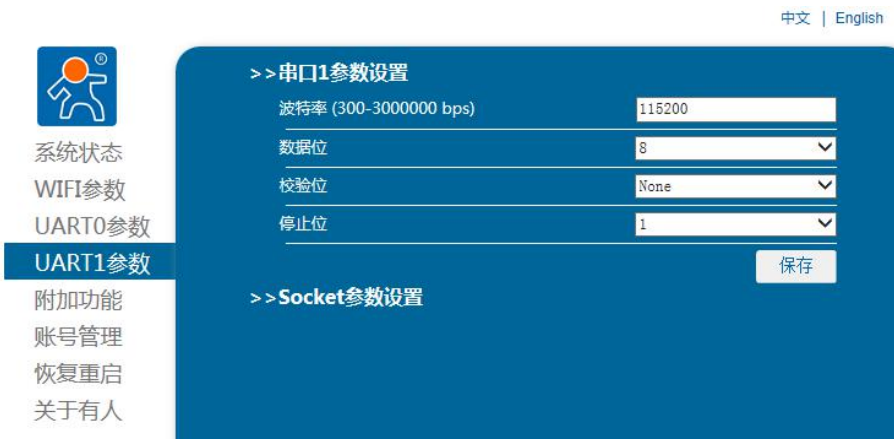 中文 | English
®
>>串口1参数设置
波特率 (300-3000000 bps) 115200
数据位 8
校验位 None
停止位 1
保存
>>Socket参数设置
系统状态
WIFI参数
UART0参数
UART1参数
附加功能
账号管理
恢复重启
关于有人